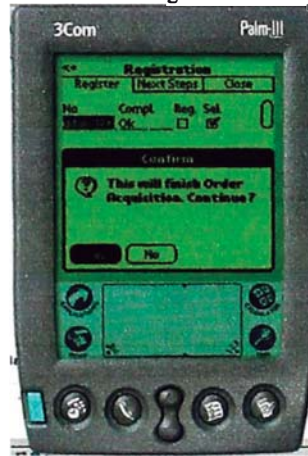 3Com Palm-III
Registration
Register Next Steps Close
No Compl. Reg. Sel.
Ok
Confirm
This will finish Order
Acquisition. Continue?
No